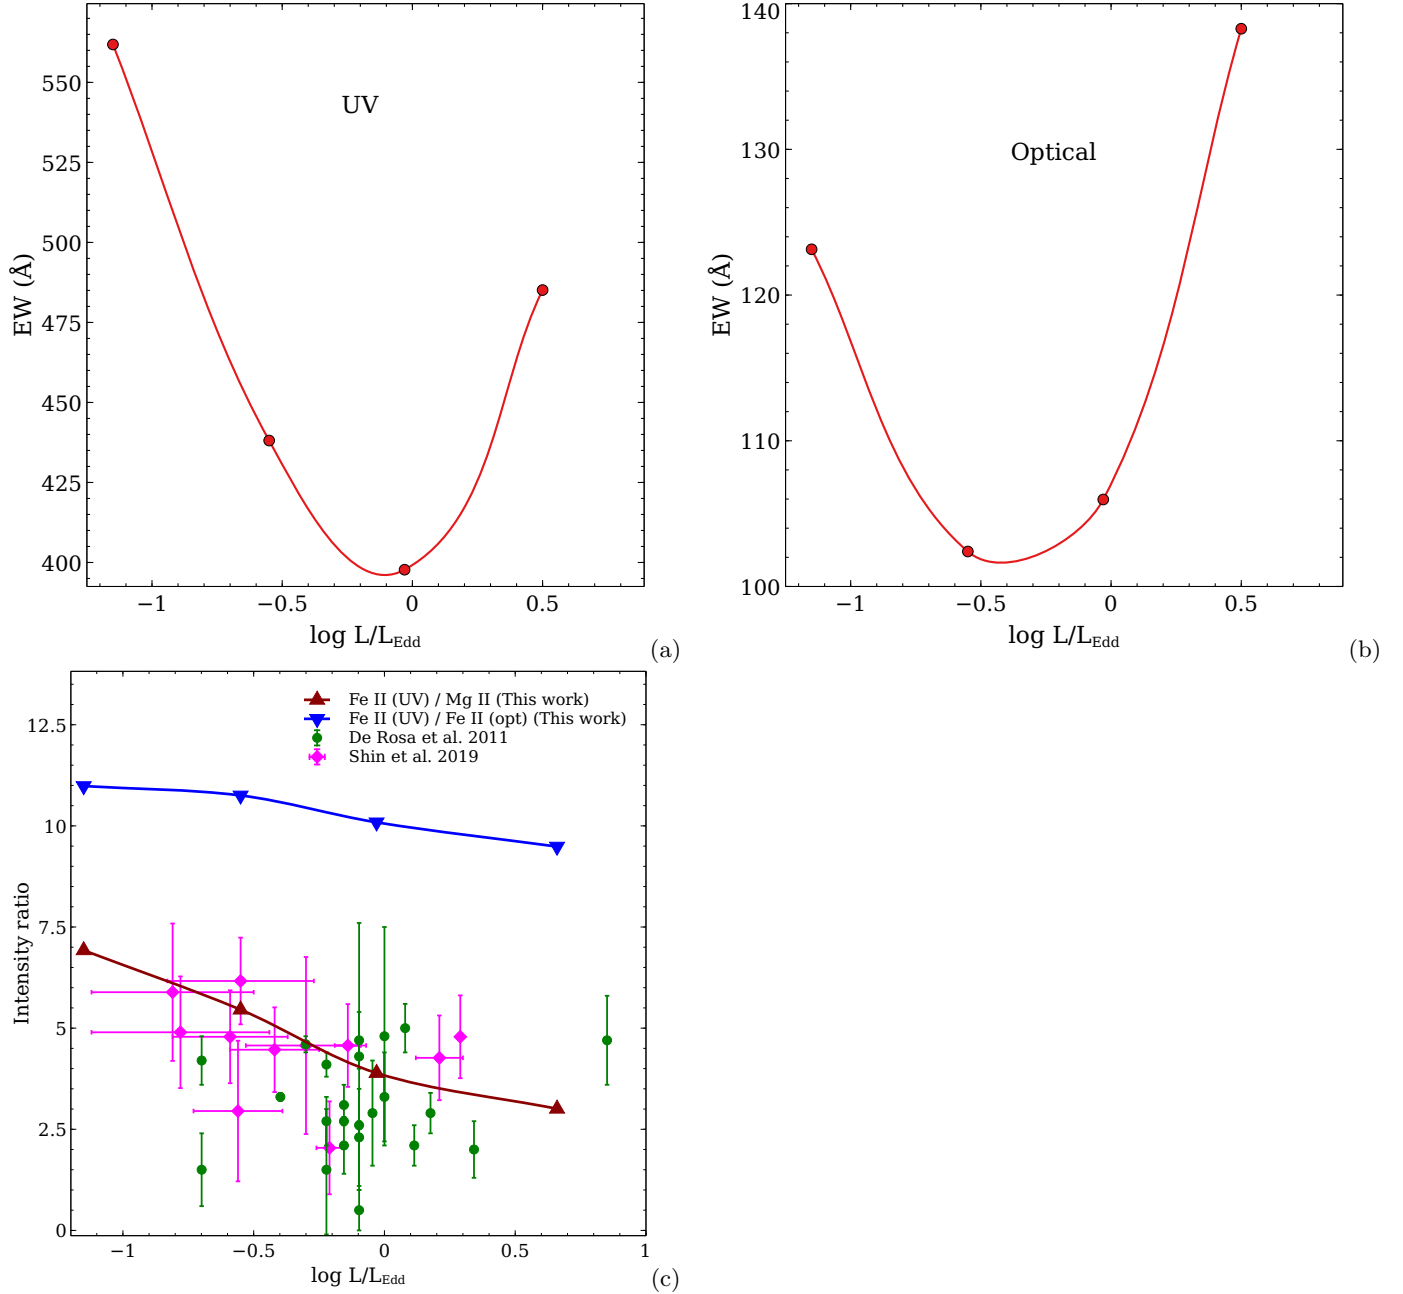 550
525
500
475
450
425
400
EW (Å)
UV
−1
−0.5
0
0.5
log L/L_Edd
(a)
140
130
120
110
100
EW (Å)
Optical
−1
−0.5
0
0.5
log L/L_Edd
(b)
Fe II (UV) / Mg II (This work)
Fe II (UV) / Fe II (opt) (This work)
De Rosa et al. 2011
Shin et al. 2019
12.5
10
7.5
5
2.5
0
Intensity ratio
−1
−0.5
0
0.5
1
log L/L_Edd
(c)